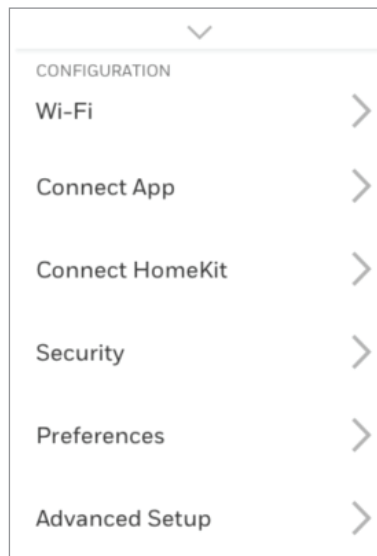 CONFIGURATION
Wi-Fi
Connect App
Connect HomeKit
Security
Preferences
Advanced Setup